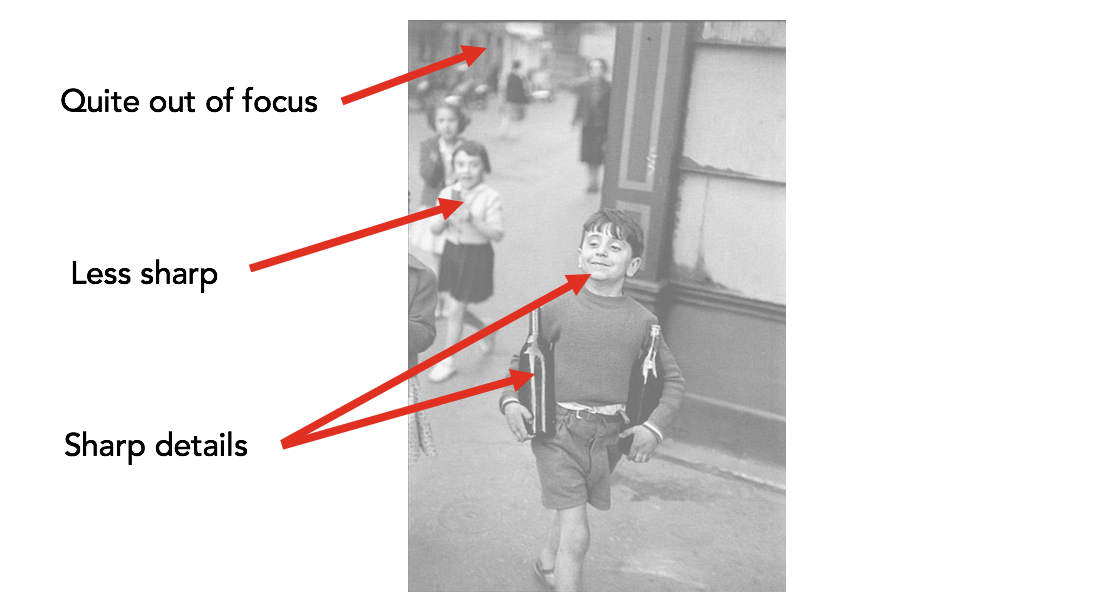 Quite out of focus
Less sharp
Sharp details